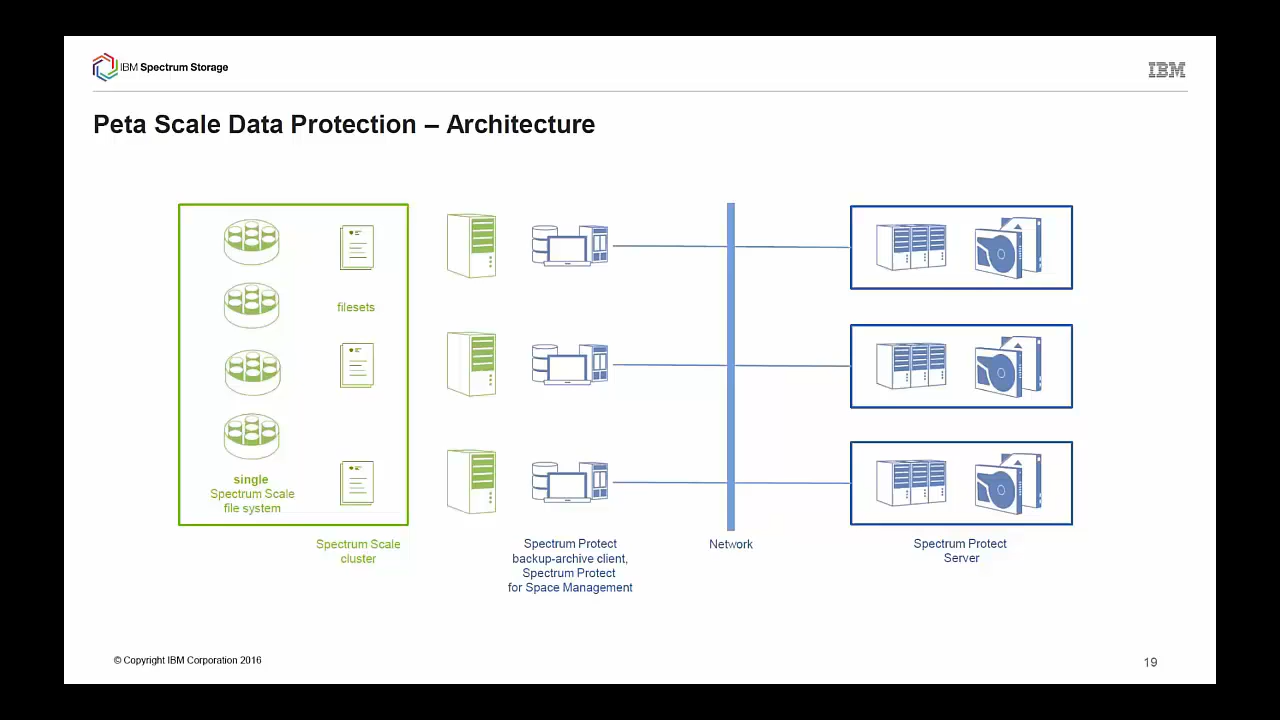 IBM Spectrum Storage
IBM
Peta Scale Data Protection – Architecture
filesets
single
Spectrum Scale
file system
Spectrum Scale
cluster
Spectrum Protect
backup-archive client,
Spectrum Protect
for Space Management
Network
Spectrum Protect
Server
© Copyright IBM Corporation 2016
19